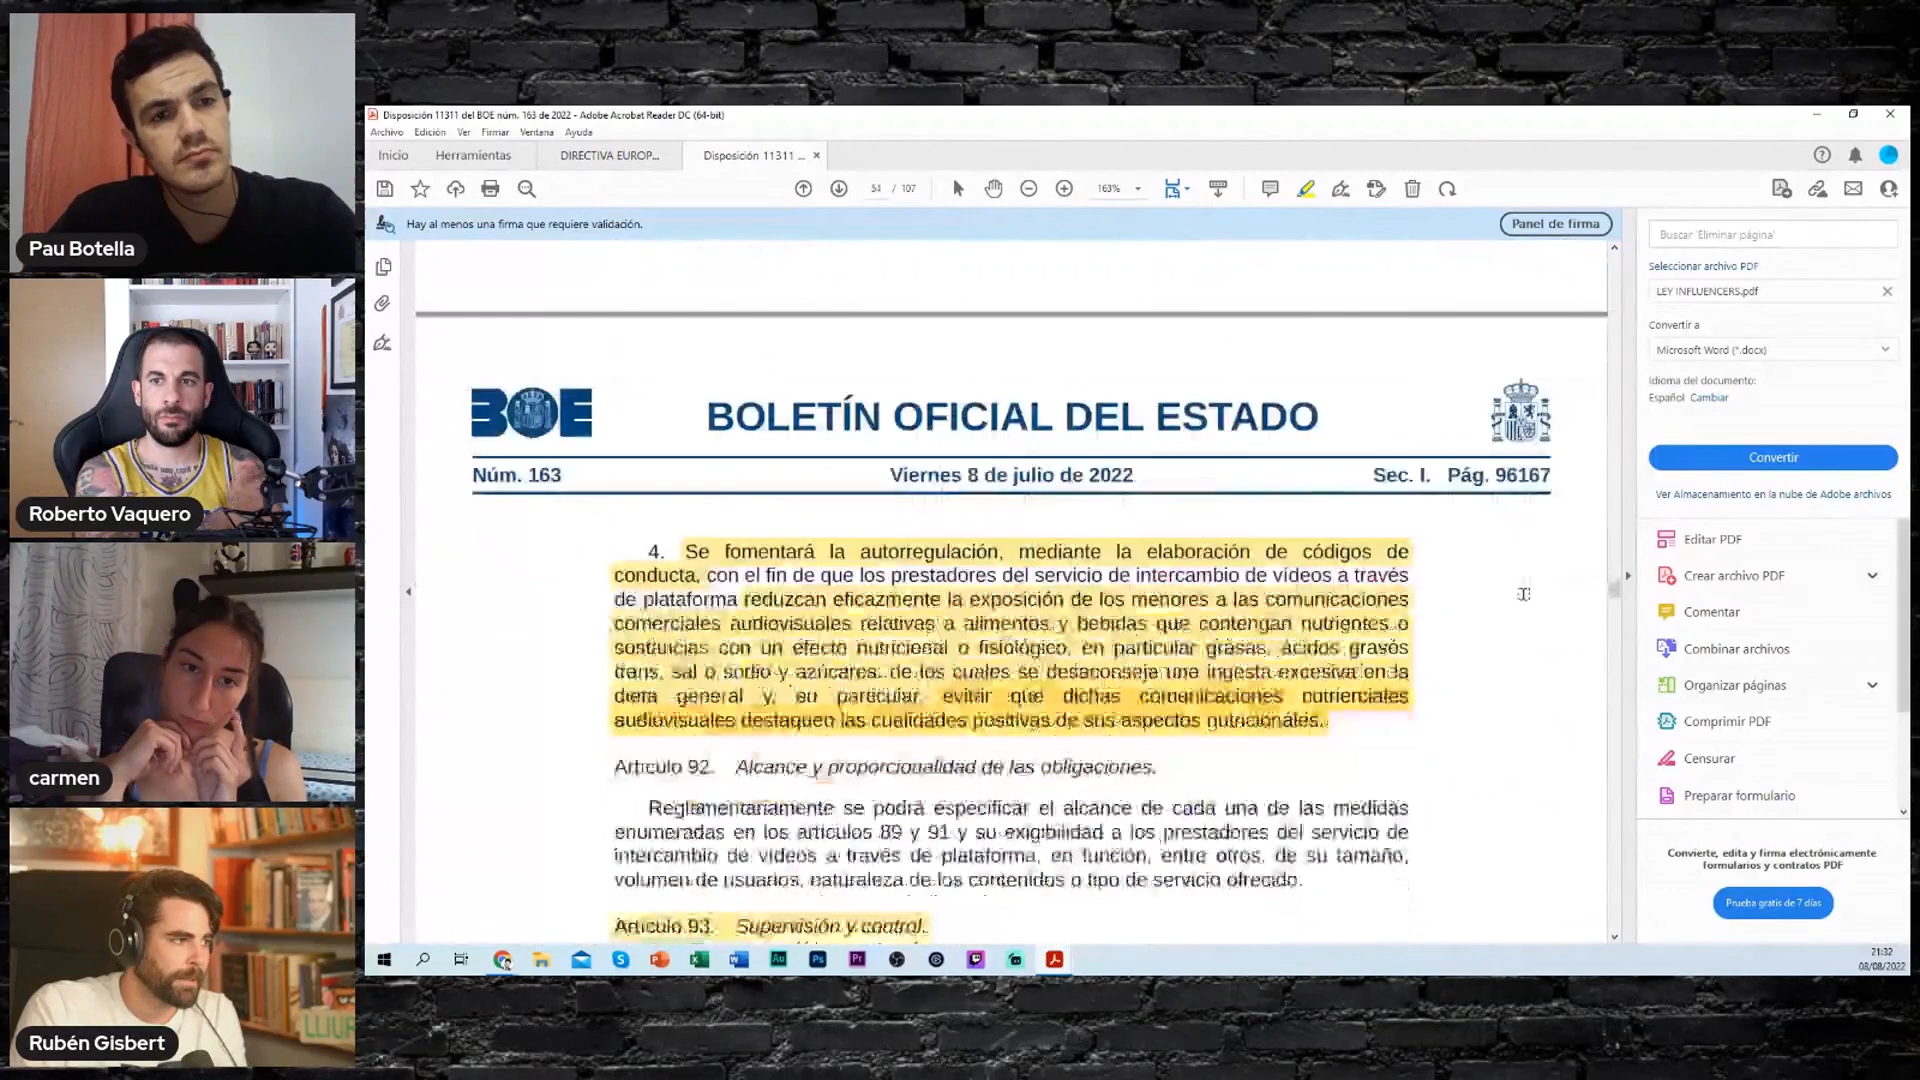 Pau Botella
Roberto Vaquero
carmen
Rubén Gisbert
Disposición 11311 del BOE núm. 163 de 2022 - Adobe Acrobat Reader DC (64-bit)
Archivo Edición Ver Firmar Ventana Ayuda
Inicio Herramientas DIRECTIVA EUROP... Disposición 11311 ...
/ 107 163%
Hay al menos una firma que requiere validación. Panel de firma
BOE BOLETÍN OFICIAL DEL ESTADO
Núm. 163 Viernes 8 de julio de 2022 Sec. I. Pág. 96167
4. Se fomentará la autorregulación, mediante la elaboración de códigos de
conducta, con el fin de que los prestadores del servicio de intercambio de vídeos a través
de plataforma reduzcan eficazmente la exposición de los menores a las comunicaciones
comerciales audiovisuales relativas a alimentos y bebidas que contengan nutrientes o
sustancias con un efecto nutricional o fisiológico, en particular grasas, ácidos grasos
trans, sal o sodio y azúcares, de los cuales se desaconseja una ingesta excesiva en la
dieta general y, en particular, evitar que dichas comunicaciones comerciales
audiovisuales destaquen las cualidades positivas de sus aspectos nutricionales.
Artículo 92. Alcance y proporcionalidad de las obligaciones.
Reglamentariamente se podrá especificar el alcance de cada una de las medidas
enumeradas en los artículos 89 y 91 y su exigibilidad a los prestadores del servicio de
intercambio de vídeos a través de plataforma, en función, entre otros, de su tamaño,
volumen de usuarios, naturaleza de los contenidos o tipo de servicio ofrecido.
Artículo 93. Supervisión y control.
Buscar 'Eliminar página'
Seleccionar archivo PDF
LEY INFLUENCERS.pdf
Convertir a
Microsoft Word (*.docx)
Idioma del documento:
Español Cambiar
Convertir
Ver Almacenamiento en la nube de Adobe archivos
Editar PDF
Crear archivo PDF
Comentar
Combinar archivos
Organizar páginas
Comprimir PDF
Censurar
Preparar formulario
Convierte, edita y firma electrónicamente
formularios y contratos PDF
Prueba gratis de 7 días
21:32
08/08/2022